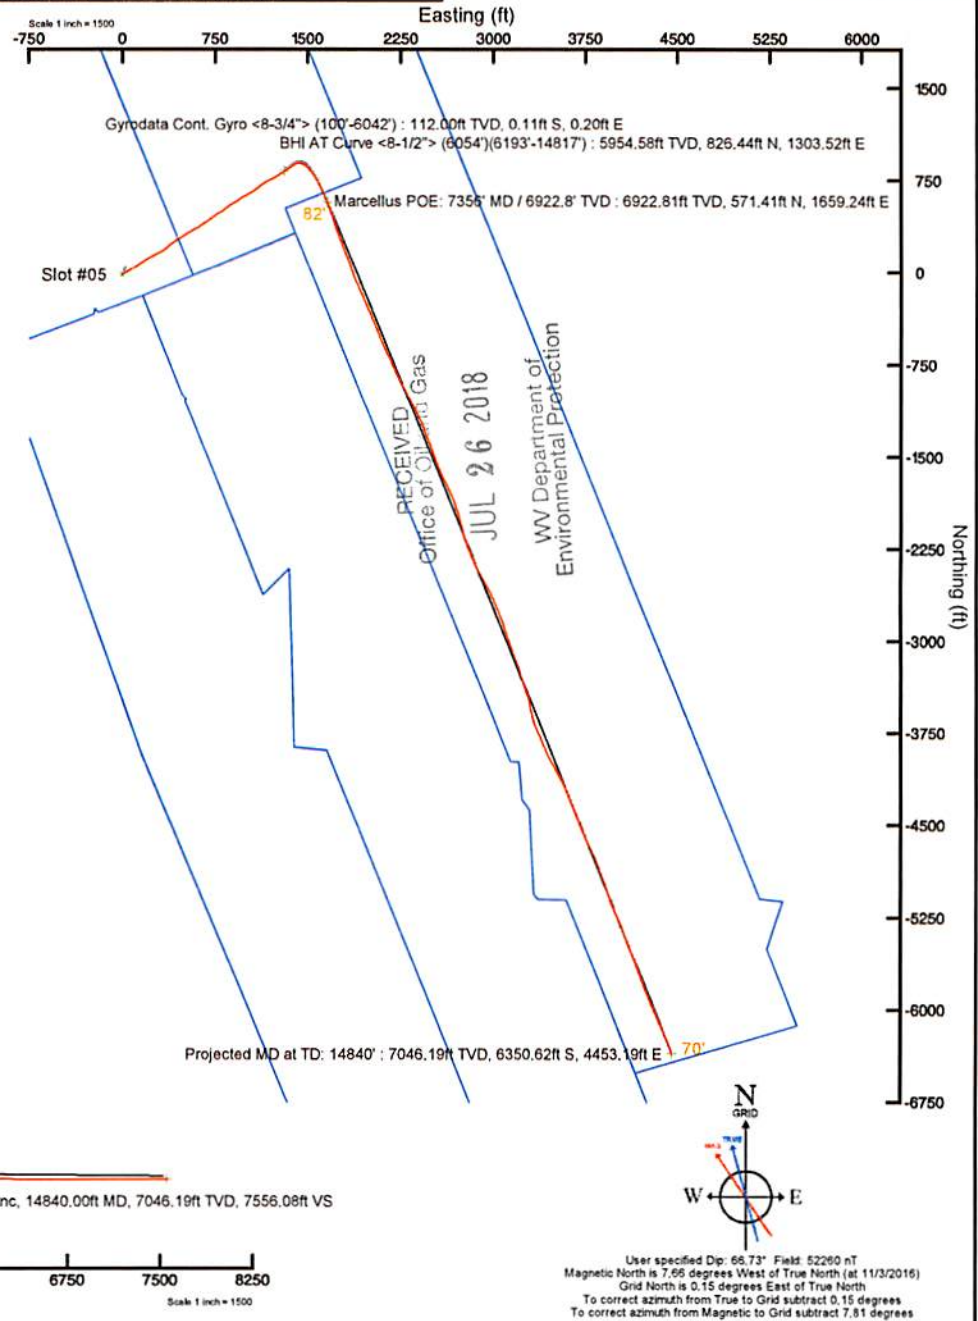 Scale 1 inch = 1500
Easting (ft)
-750 0 750 1500 2250 3000 3750 4500 5250 6000
1500
Gyrodata Cont. Gyro <8-3/4"> (100'-6042') : 112.00ft TVD, 0.11ft S, 0.20ft E
BHI AT Curve <8-1/2"> (6054')(6193'-14817') : 5954.58ft TVD, 826.44ft N, 1303.52ft E
750
Marcellus POE: 7356' MD / 6922.8' TVD : 6922.81ft TVD, 571.41ft N, 1659.24ft E
82'
Slot #05
0
-750
RECEIVED
Office of Oil and Gas
JUL 26 2018
WV Department of
Environmental Protection
-1500
-2250
Northing (ft)
-3000
-3750
-4500
-5250
-6000
Projected MD at TD: 14840' : 7046.19ft TVD, 6350.62ft S, 4453.19ft E
70'
-6750
N
GRID
TRUE
MAG
W E
nc, 14840.00ft MD, 7046.19ft TVD, 7556.08ft VS
6750 7500 8250
Scale 1 inch = 1500
User specified Dip: 66.73° Field: 52260 nT
Magnetic North is 7.66 degrees West of True North (at 11/3/2016)
Grid North is 0.15 degrees East of True North
To correct azimuth from True to Grid subtract 0.15 degrees
To correct azimuth from Magnetic to Grid subtract 7.81 degrees